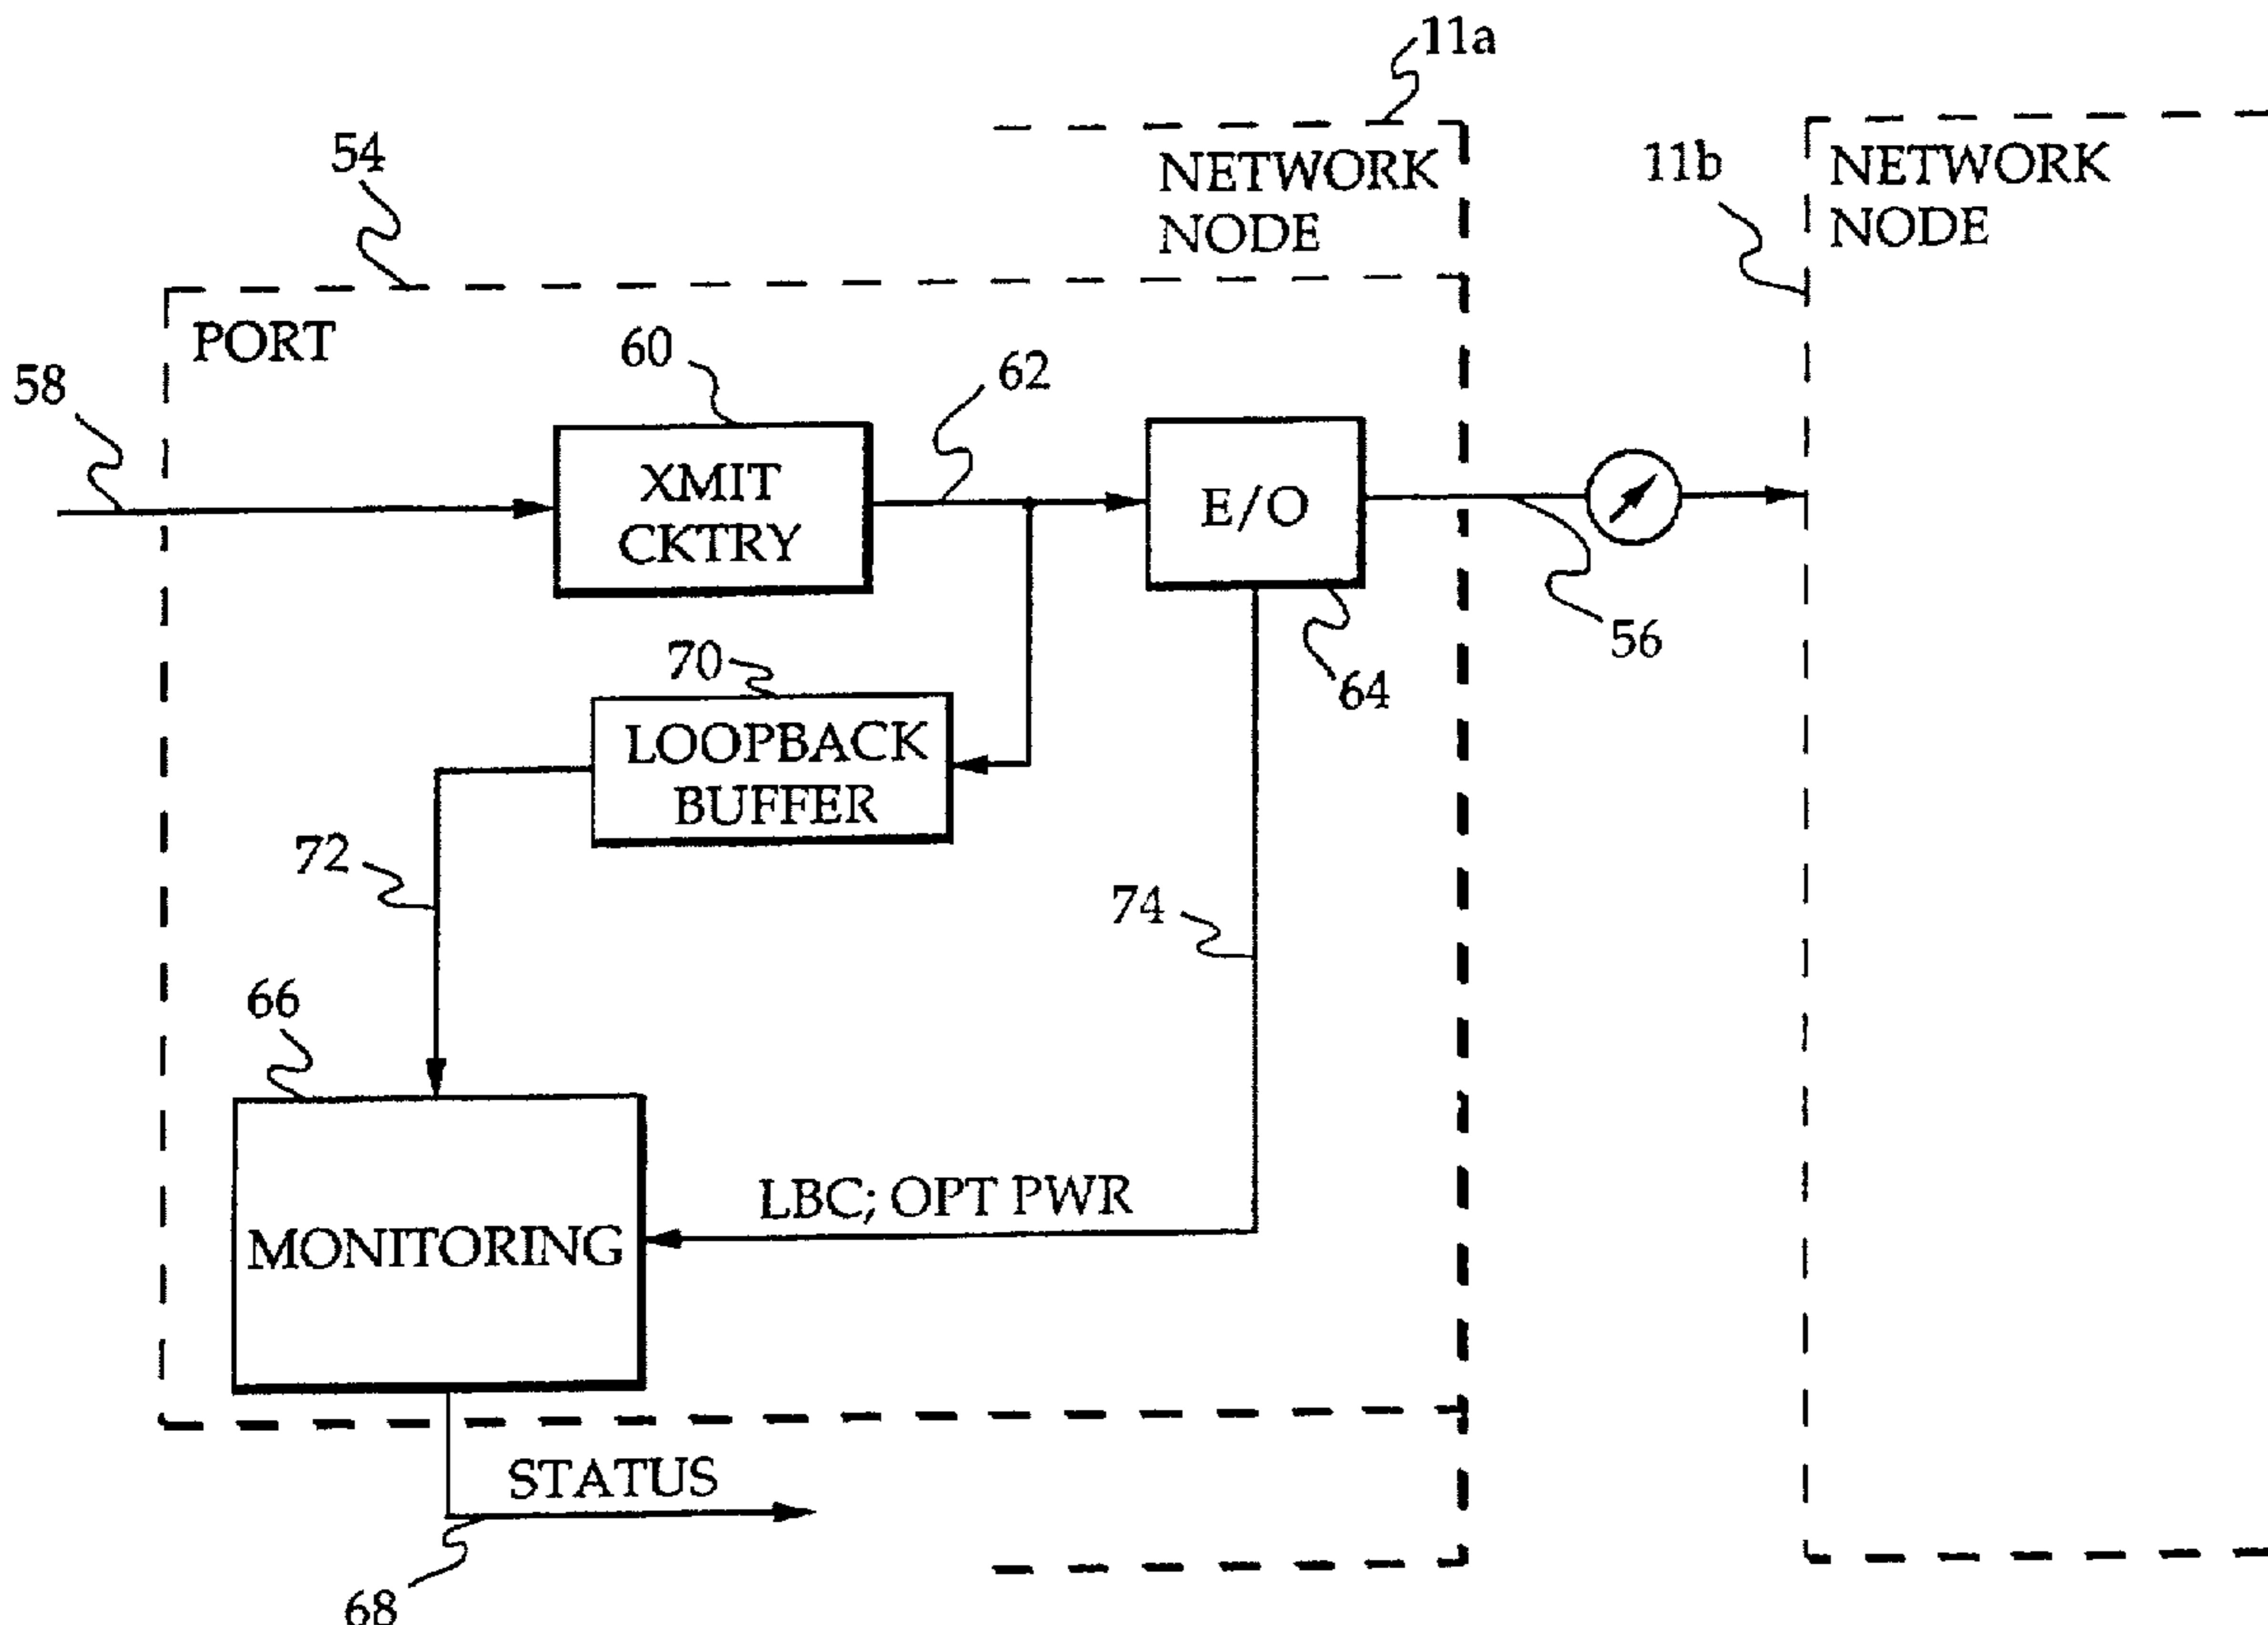 11a
NETWORK
NODE
11b
NETWORK
NODE
54
PORT
58
60
62
XMIT
CKTRY
E/O
56
64
70
LOOPBACK
BUFFER
72
74
66
LBC; OPT PWR
MONITORING
STATUS
68